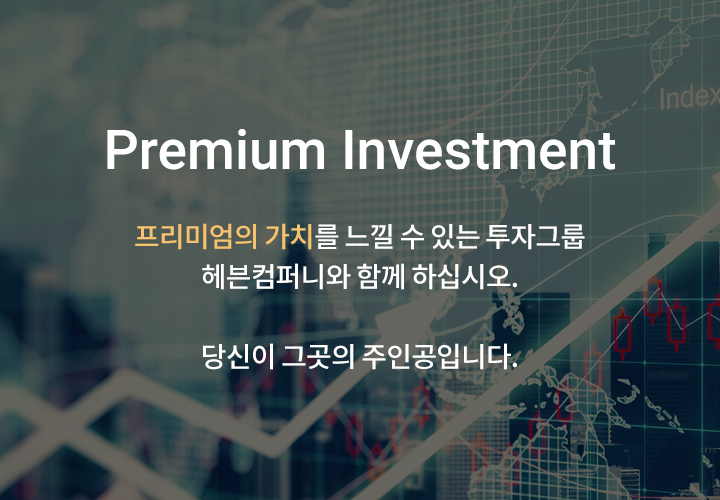 Index
Premium Investment
프리미엄의 가치를 느낄 수 있는 투자그룹
헤븐컴퍼니와 함께 하십시오.
당신이 그곳의 주인공입니다.